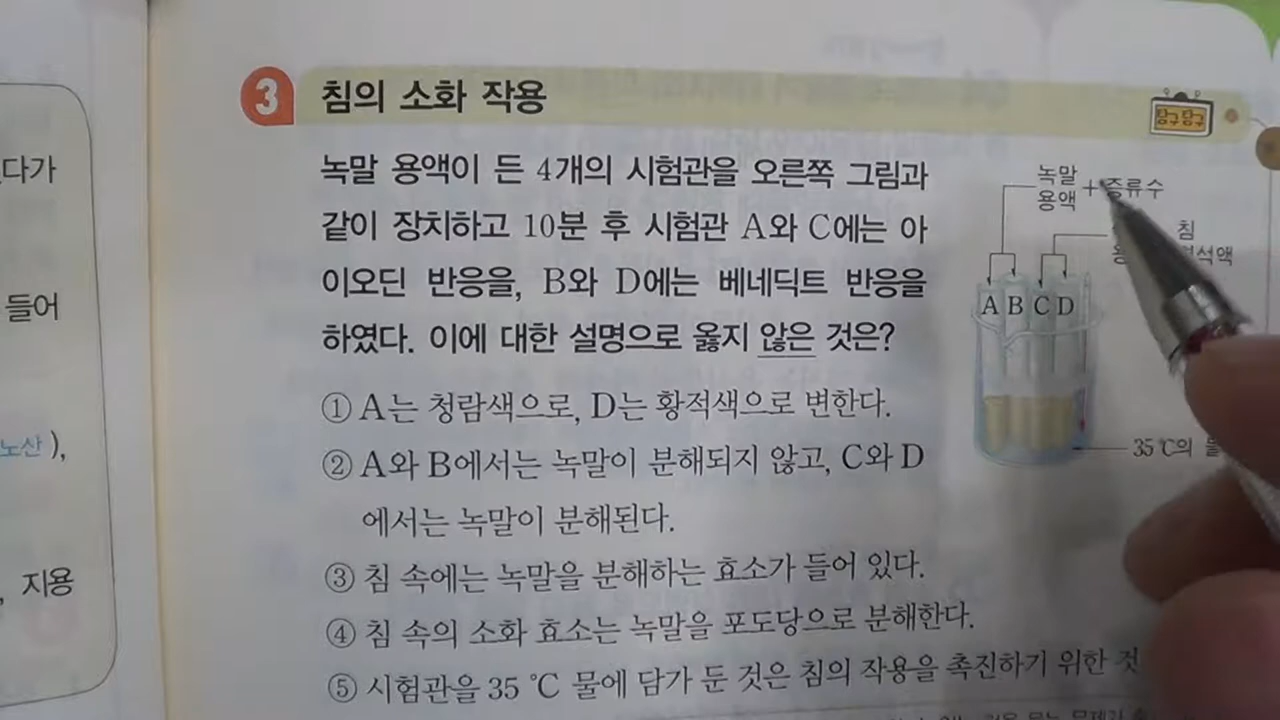 3 침의 소화 작용
탐구 탐구
녹말 용액이 든 4개의 시험관을 오른쪽 그림과
같이 장치하고 10분 후 시험관 A와 C에는 아
이오딘 반응을, B와 D에는 베네딕트 반응을
하였다. 이에 대한 설명으로 옳지 않은 것은?
① A는 청람색으로, D는 황적색으로 변한다.
② A와 B에서는 녹말이 분해되지 않고, C와 D
에서는 녹말이 분해된다.
③ 침 속에는 녹말을 분해하는 효소가 들어 있다.
④ 침 속의 소화 효소는 녹말을 포도당으로 분해한다.
⑤ 시험관을 35 ℃ 물에 담가 둔 것은 침의 작용을 촉진하기 위한 것
녹말
용액 + 증류수
침
석액
A B C D
35 ℃의 물
다가
들어
노산),
, 지용